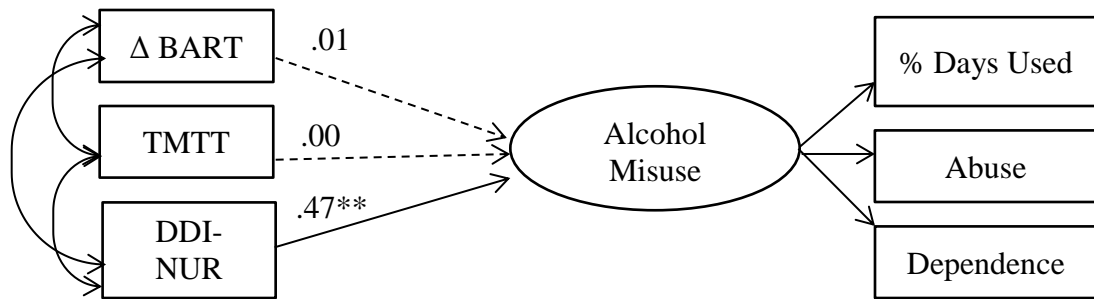 Δ BART
.01
TMTT
.00
DDI-
NUR
.47**
Alcohol
Misuse
% Days Used
Abuse
Dependence